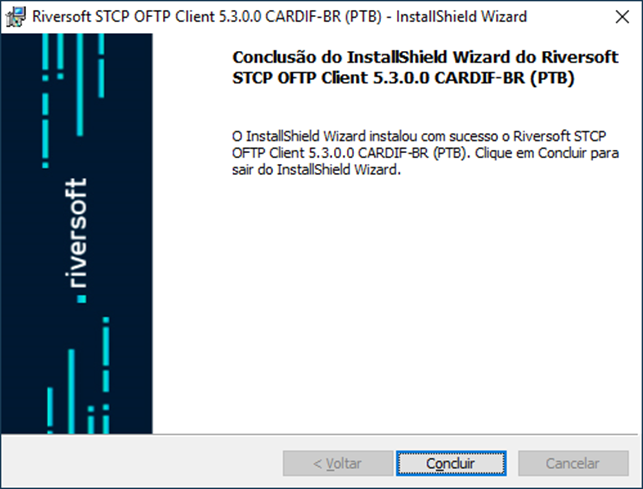 Riversoft STCP OFTP Client 5.3.0.0 CARDIF-BR (PTB) - InstallShield Wizard
Conclusão do InstallShield Wizard do Riversoft
STCP OFTP Client 5.3.0.0 CARDIF-BR (PTB)
O InstallShield Wizard instalou com sucesso o Riversoft STCP
OFTP Client 5.3.0.0 CARDIF-BR (PTB). Clique em Concluir para
sair do InstallShield Wizard.
riversoft
< Voltar
Concluir
Cancelar